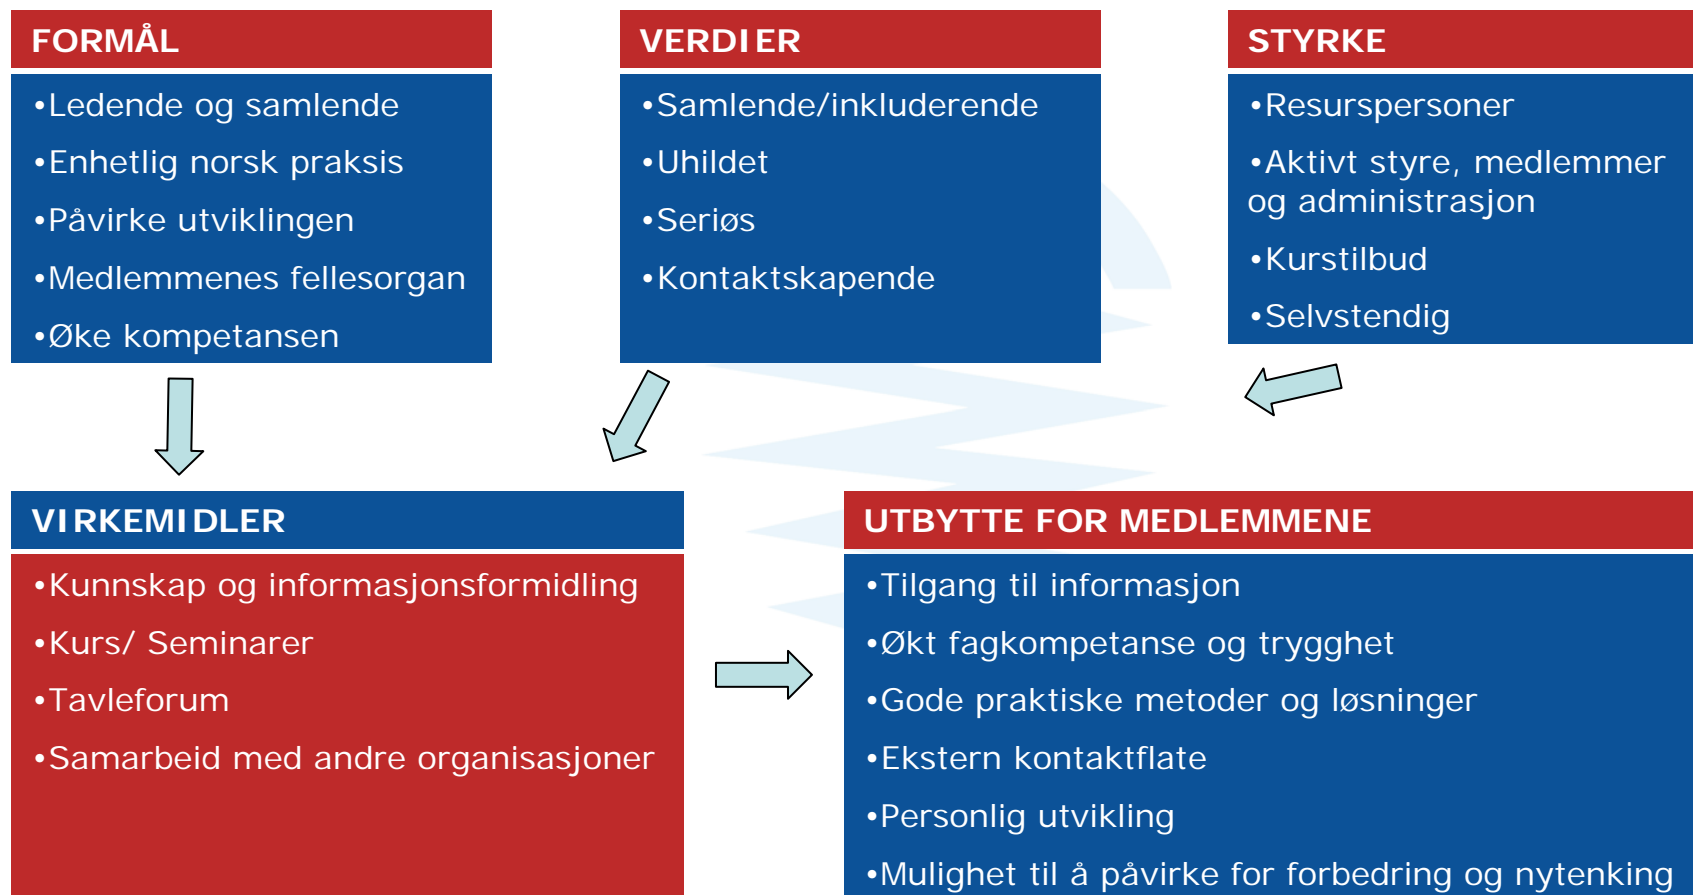 FORMÅL
•Ledende og samlende
•Enhetlig norsk praksis
•Påvirke utviklingen
•Medlemmenes fellesorgan
•Øke kompetansen
VERDIER
•Samlende/inkluderende
•Uhildet
•Seriøs
•Kontaktskapende
STYRKE
•Resurspersoner
•Aktivt styre, medlemmer
og administrasjon
•Kurstilbud
•Selvstendig
VIRKEMIDLER
•Kunnskap og informasjonsformidling
•Kurs/ Seminarer
•Tavleforum
•Samarbeid med andre organisasjoner
UTBYTTE FOR MEDLEMMENE
•Tilgang til informasjon
•Økt fagkompetanse og trygghet
•Gode praktiske metoder og løsninger
•Ekstern kontaktflate
•Personlig utvikling
•Mulighet til å påvirke for forbedring og nytenking